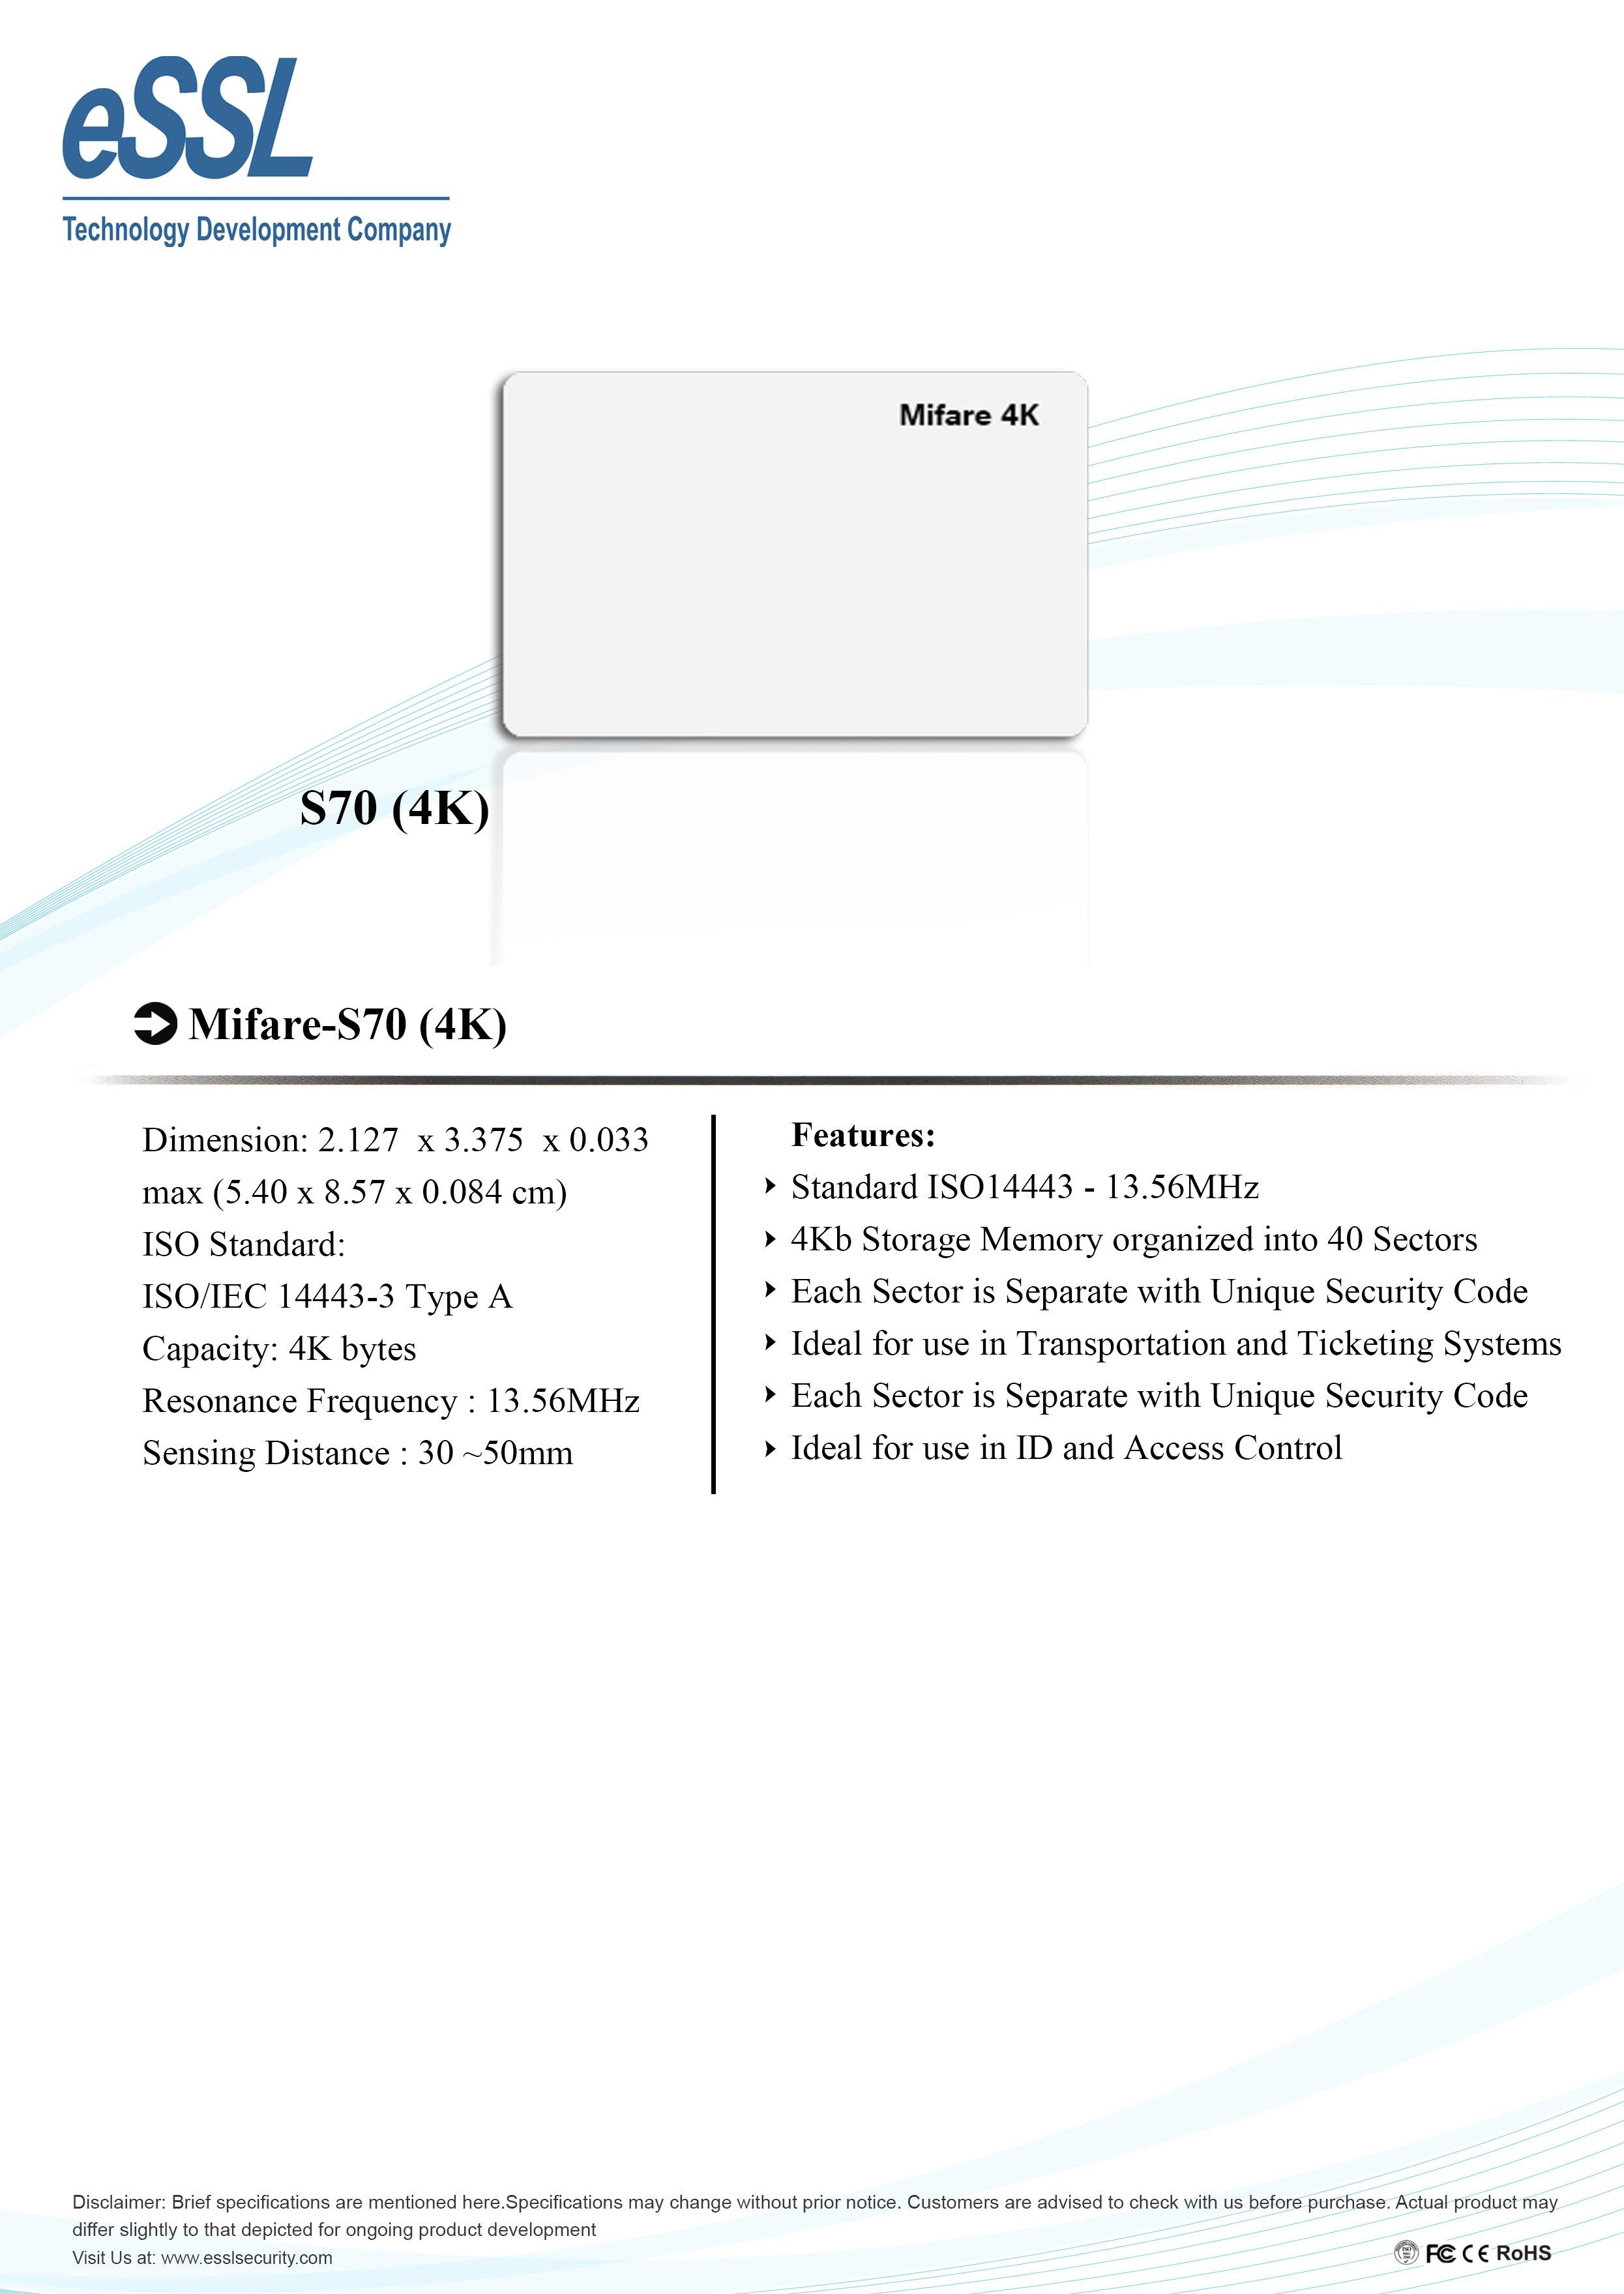 eSSL
Technology Development Company
Mifare 4K
S70 (4K)
Mifare-S70 (4K)
Dimension: 2.127 x 3.375 x 0.033
max (5.40 x 8.57 x 0.084 cm)
ISO Standard:
ISO/IEC 14443-3 Type A
Capacity: 4K bytes
Resonance Frequency : 13.56MHz
Sensing Distance : 30 ~50mm
Features:
Standard ISO14443 - 13.56MHz
4Kb Storage Memory organized into 40 Sectors
Each Sector is Separate with Unique Security Code
Ideal for use in Transportation and Ticketing Systems
Each Sector is Separate with Unique Security Code
Ideal for use in ID and Access Control
Disclaimer: Brief specifications are mentioned here.Specifications may change without prior notice. Customers are advised to check with us before purchase. Actual product may
differ slightly to that depicted for ongoing product development
Visit Us at: www.esslsecurity.com
ISO FC CE RoHS